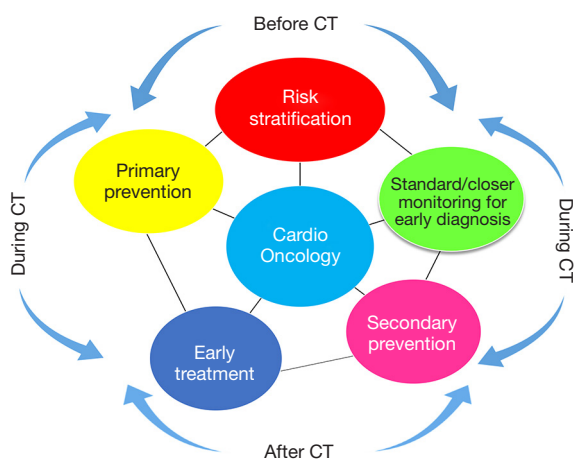 Before CT
Risk
stratification
Primary
prevention
Standard/closer
monitoring for
early diagnosis
During CT
During CT
Cardio
Oncology
Secondary
prevention
Early
treatment
After CT